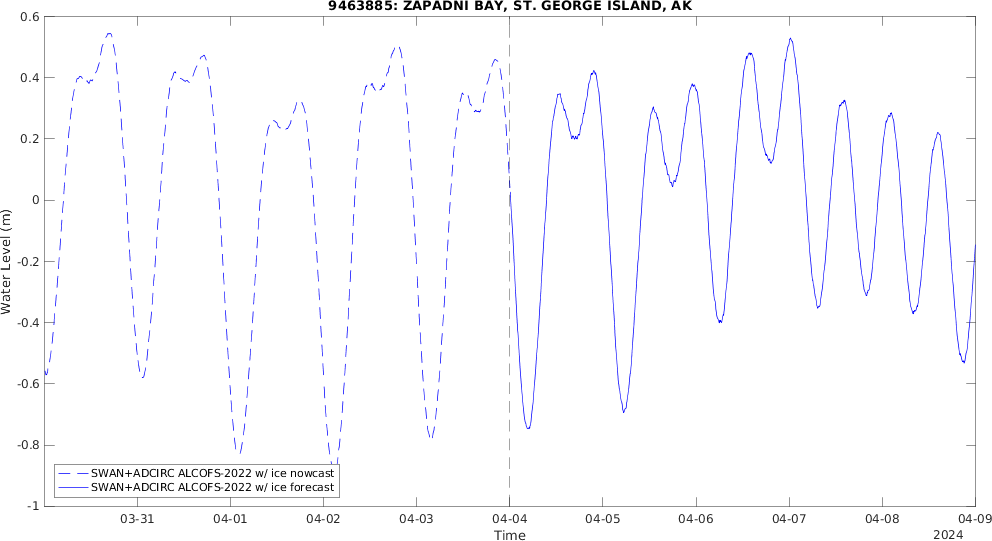 9463885: ZAPADNI BAY, ST. GEORGE ISLAND, AK
0.6
0.4
0.2
0
-0.2
-0.4
-0.6
-0.8
-1
Water Level (m)
SWAN+ADCIRC ALCOFS-2022 w/ ice nowcast
SWAN+ADCIRC ALCOFS-2022 w/ ice forecast
03-31 04-01 04-02 04-03 04-04 04-05 04-06 04-07 04-08 04-09
Time
2024